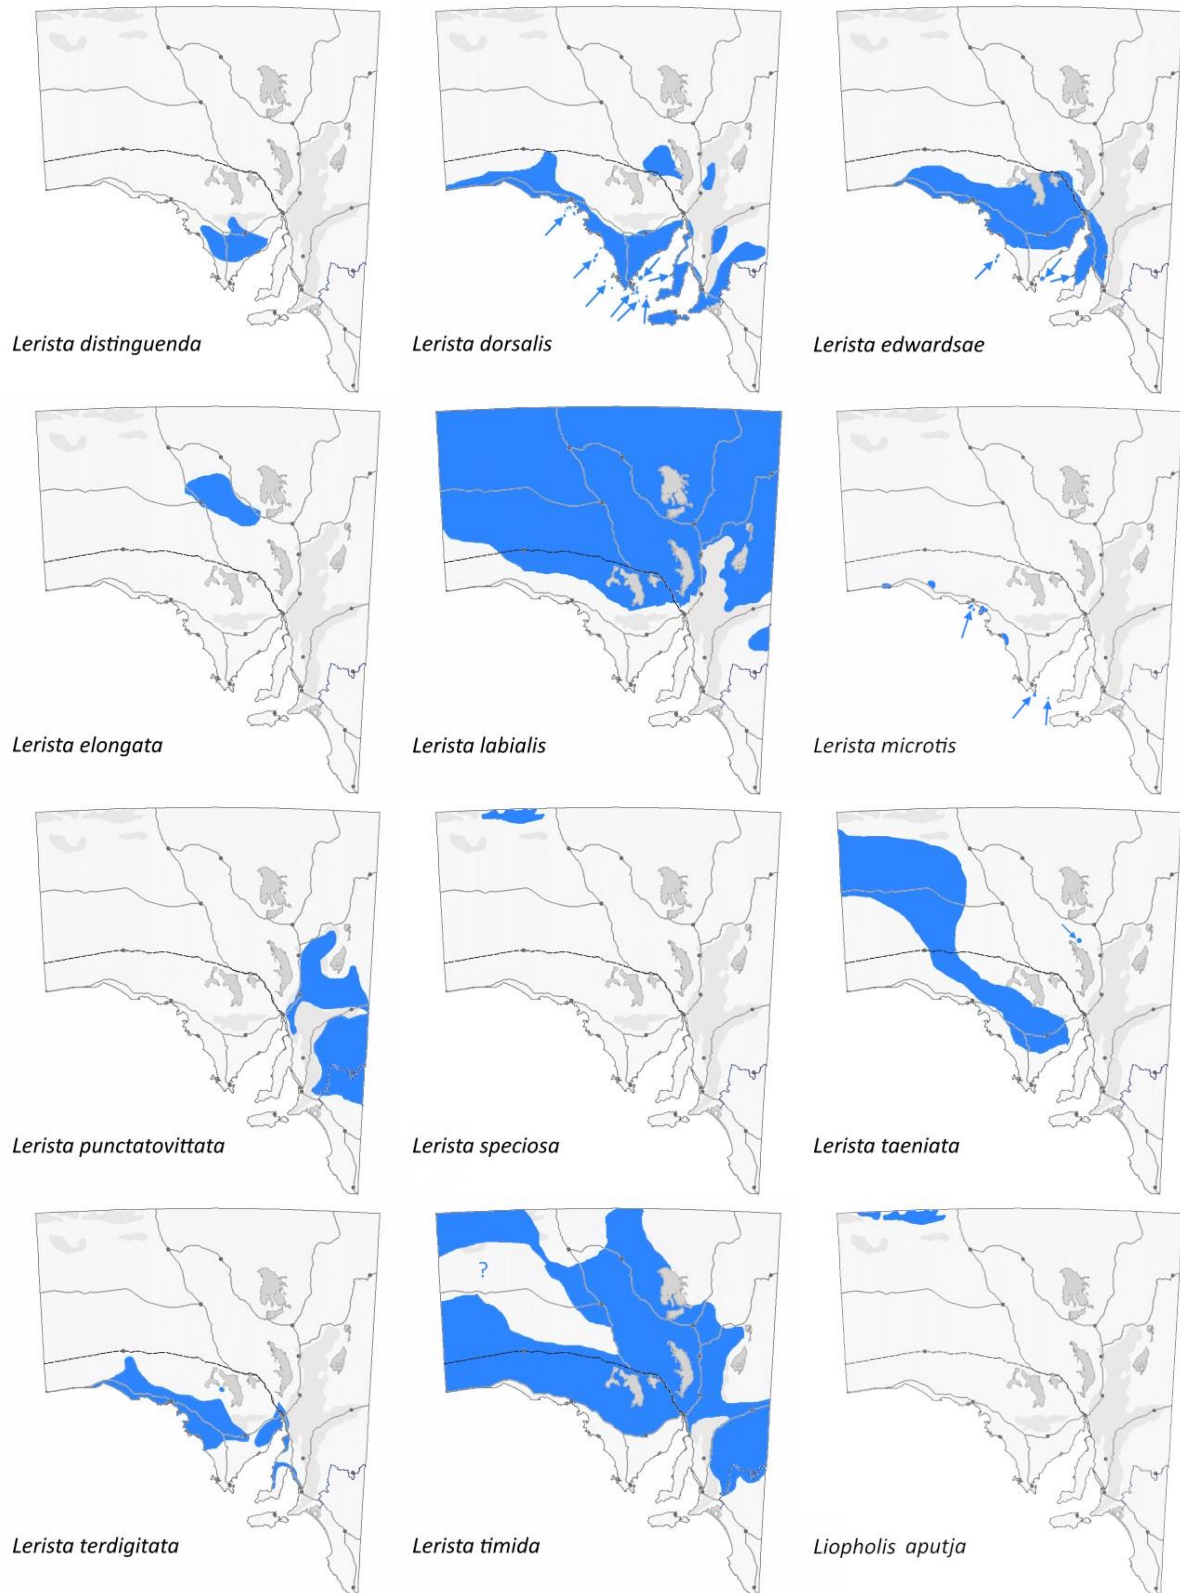 Lerista distinguenda
Lerista dorsalis
Lerista edwardsae
Lerista elongata
Lerista labialis
Lerista microtis
Lerista punctatovittata
Lerista speciosa
Lerista taeniata
?
Lerista terdigitata
Lerista timida
Liopholis aputja